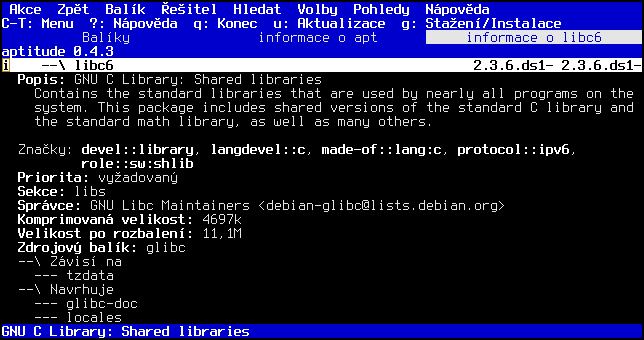 Akce  Zpět  Balík  Řešitel  Hledat  Volby  Pohledy  Nápověda
C-T: Menu  ?: Nápověda  q: Konec  u: Aktualizace  g: Stažení/Instalace
Balíky  informace o apt  informace o libc6
aptitude 0.4.3
i --\ libc6 2.3.6.ds1- 2.3.6.ds1-
Popis: GNU C Library: Shared libraries
Contains the standard libraries that are used by nearly all programs on the
system. This package includes shared versions of the standard C library and
the standard math library, as well as many others.
Značky: devel::library, langdevel::c, made-of::lang:c, protocol::ipv6,
role::sw:shlib
Priorita: vyžadovaný
Sekce: libs
Správce: GNU Libc Maintainers <debian-glibc@lists.debian.org>
Komprimovaná velikost: 4697k
Velikost po rozbalení: 11,1M
Zdrojový balík: glibc
--\ Závisí na
--- tzdata
--\ Navrhuje
--- glibc-doc
--- locales
GNU C Library: Shared libraries